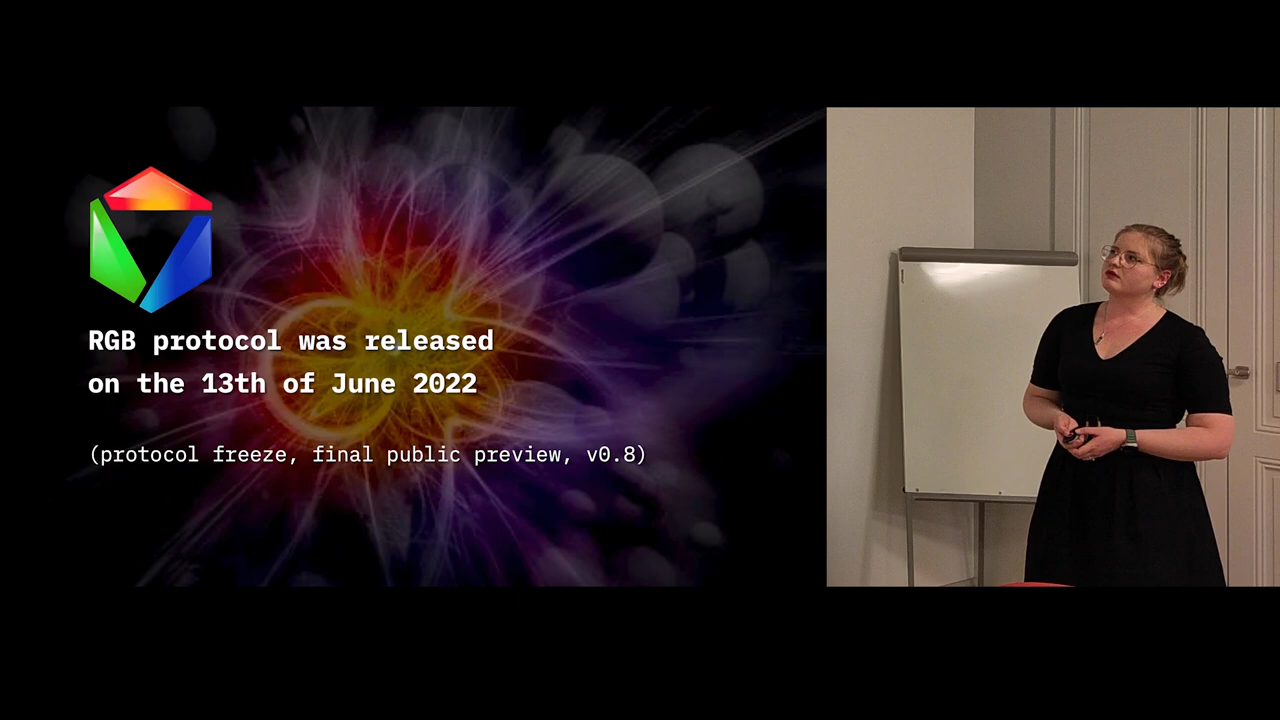 RGB protocol was released
on the 13th of June 2022
(protocol freeze, final public preview, v0.8)